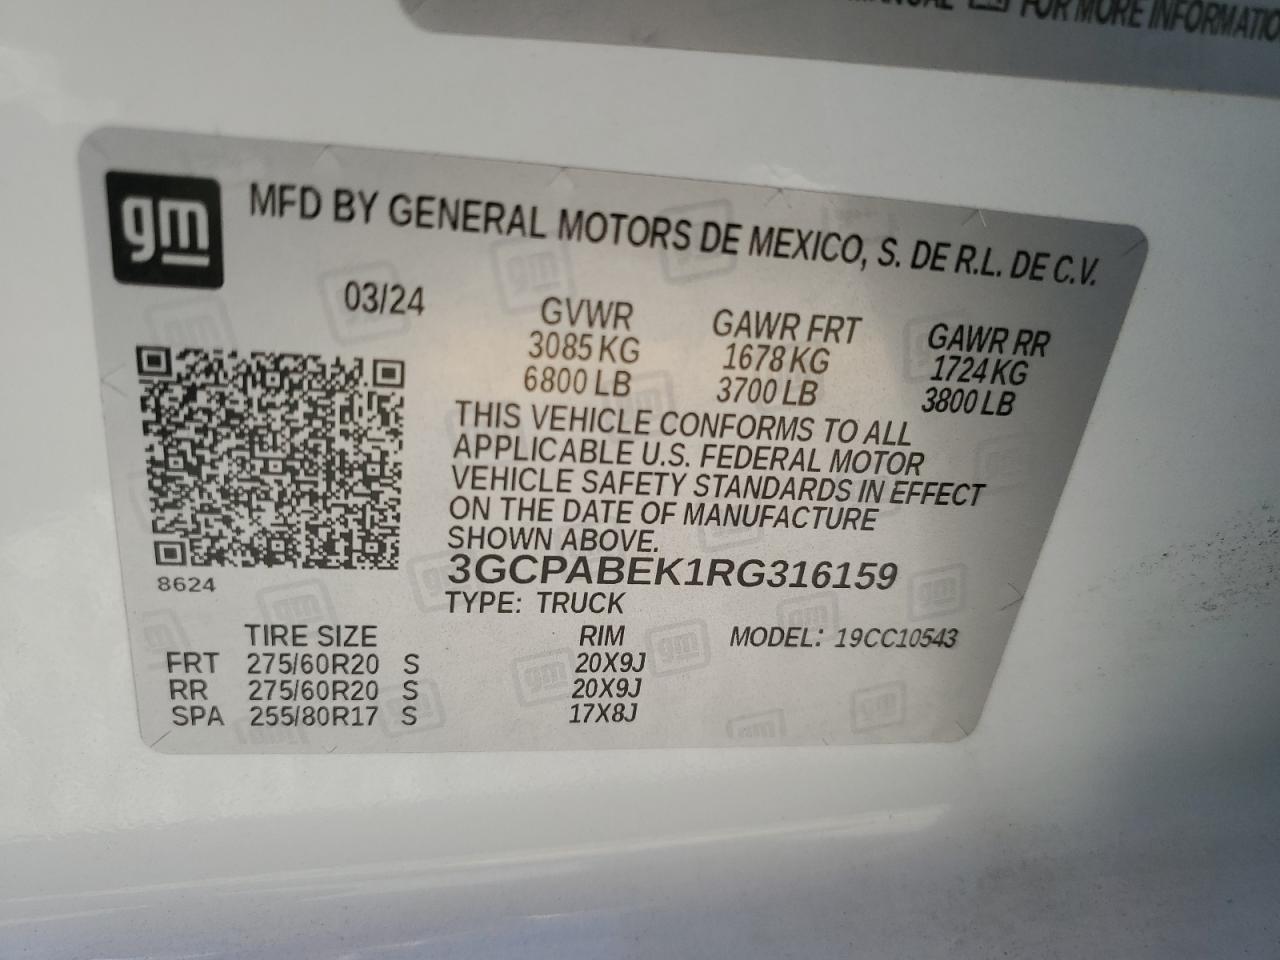 FOR MORE INFORMATIO
gm
MFD BY GENERAL MOTORS DE MEXICO, S. DE R.L. DE C.V.
03/24
GVWR GAWR FRT GAWR RR
3085 KG 1678 KG 1724 KG
6800 LB 3700 LB 3800 LB
THIS VEHICLE CONFORMS TO ALL
APPLICABLE U.S. FEDERAL MOTOR
VEHICLE SAFETY STANDARDS IN EFFECT
ON THE DATE OF MANUFACTURE
SHOWN ABOVE.
8624
3GCPABEK1RG316159
TYPE: TRUCK
TIRE SIZE RIM MODEL: 19CC10543
FRT 275/60R20 S 20X9J
RR 275/60R20 S 20X9J
SPA 255/80R17 S 17X8J